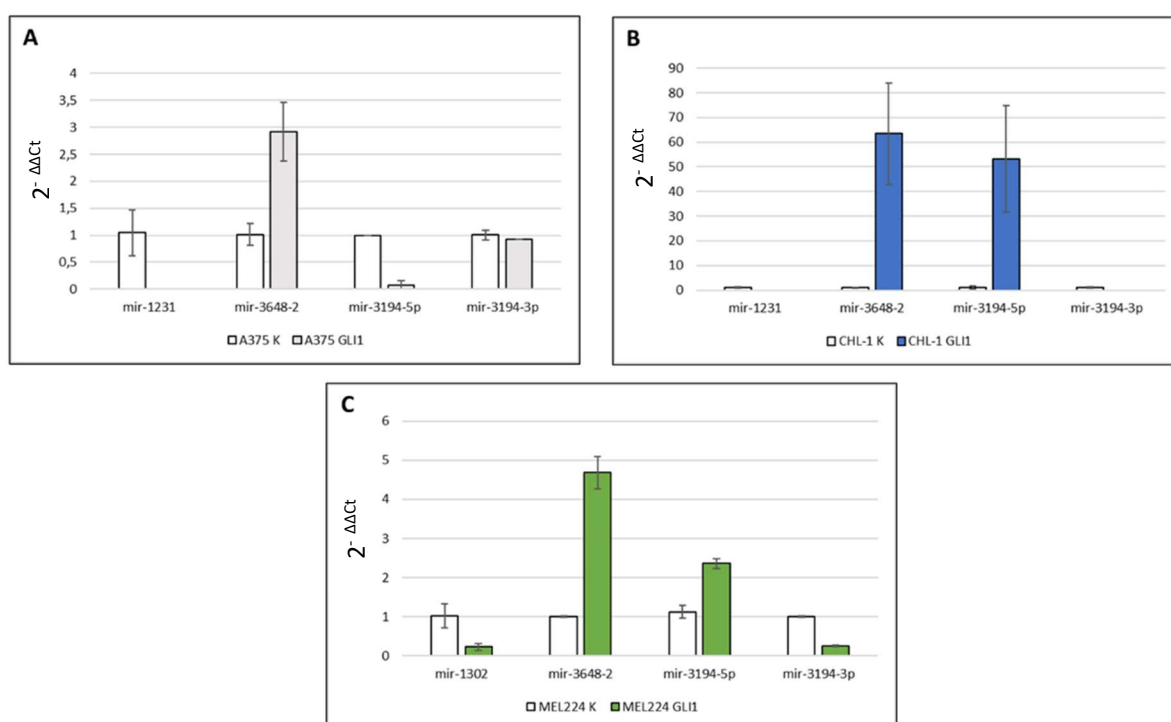 A
2^- ΔΔCt
4
3,5
3
2,5
2
1,5
1
0,5
0
mir-1231 mir-3648-2 mir-3194-5p mir-3194-3p
A375 K A375 GLI1
B
2^- ΔΔCt
90
80
70
60
50
40
30
20
10
0
mir-1231 mir-3648-2 mir-3194-5p mir-3194-3p
CHL-1 K CHL-1 GLI1
C
2^- ΔΔCt
6
5
4
3
2
1
0
mir-1302 mir-3648-2 mir-3194-5p mir-3194-3p
MEL224 K MEL224 GLI1